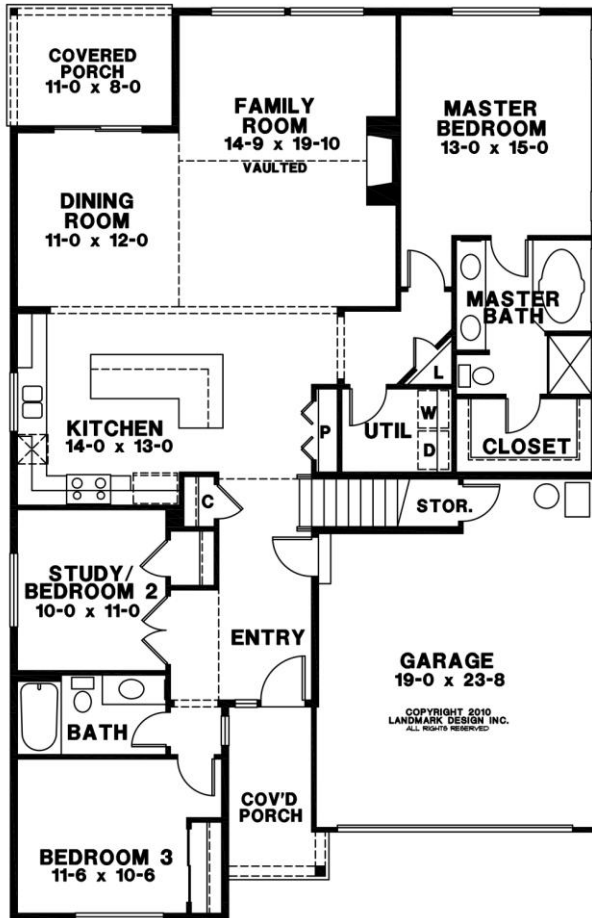 COVERED
PORCH
11-0 x 8-0
FAMILY
ROOM
14-9 x 19-10
VAULTED
MASTER
BEDROOM
13-0 x 15-0
DINING
ROOM
11-0 x 12-0
MASTER
BATH
L
KITCHEN
14-0 x 13-0
P
UTIL
W
D
CLOSET
C
STOR.
STUDY/
BEDROOM 2
10-0 x 11-0
ENTRY
GARAGE
19-0 x 23-8
COPYRIGHT 2010
LANDMARK DESIGN INC.
ALL RIGHTS RESERVED
BATH
COV'D
PORCH
BEDROOM 3
11-6 x 10-6